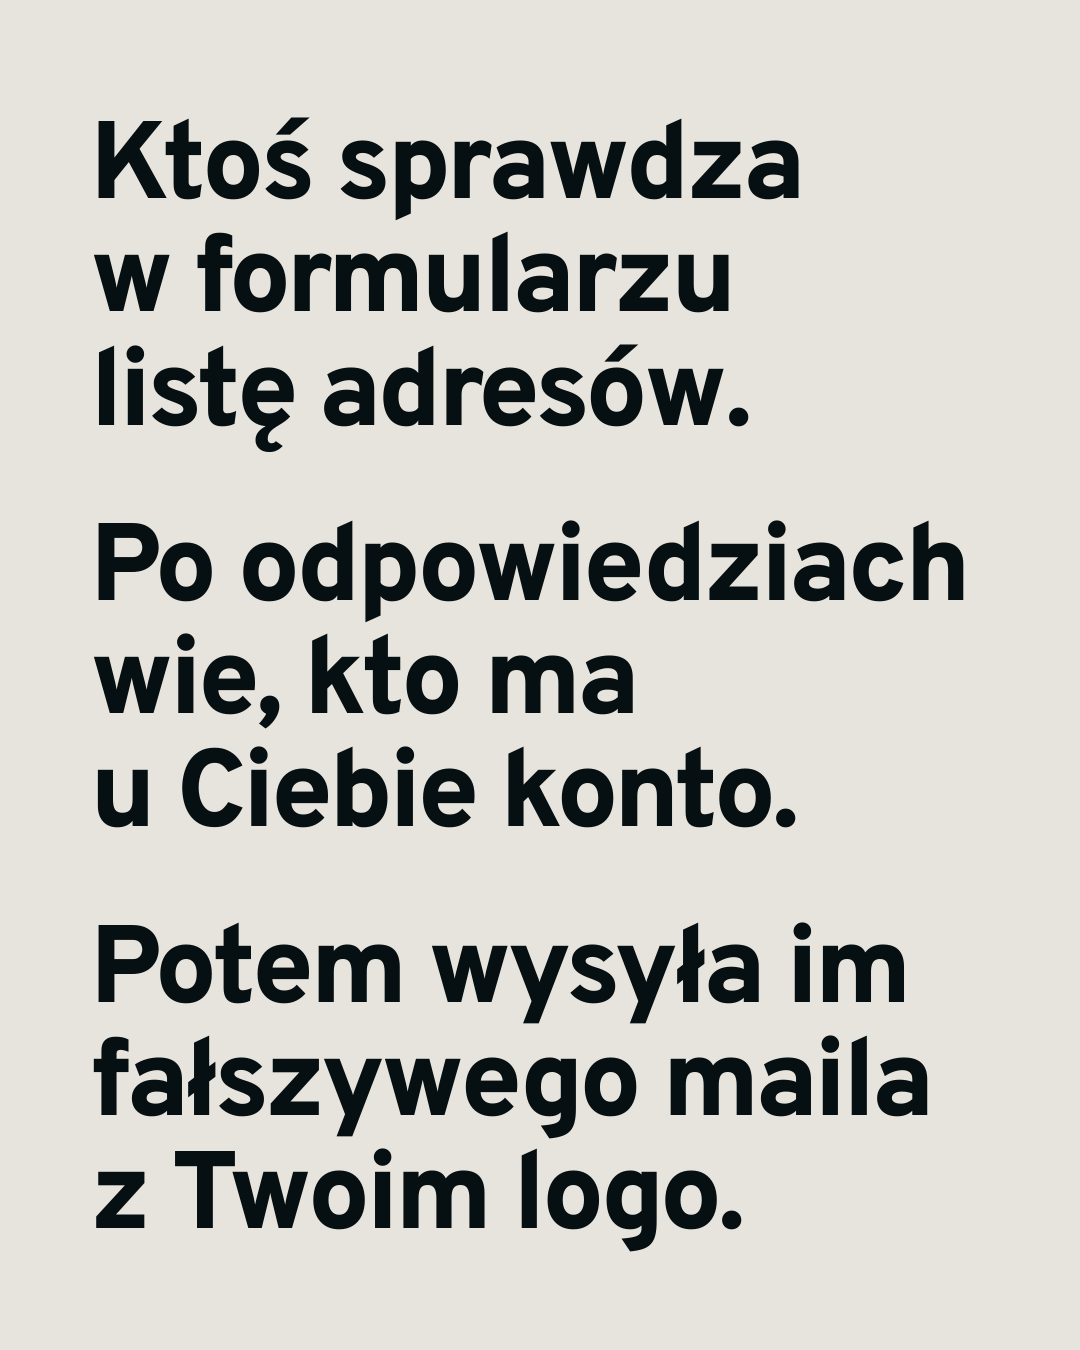 Ktoś sprawdza
w formularzu
listę adresów.
Po odpowiedziach
wie, kto ma
u Ciebie konto.
Potem wysyła im
fałszywego maila
z Twoim logo.